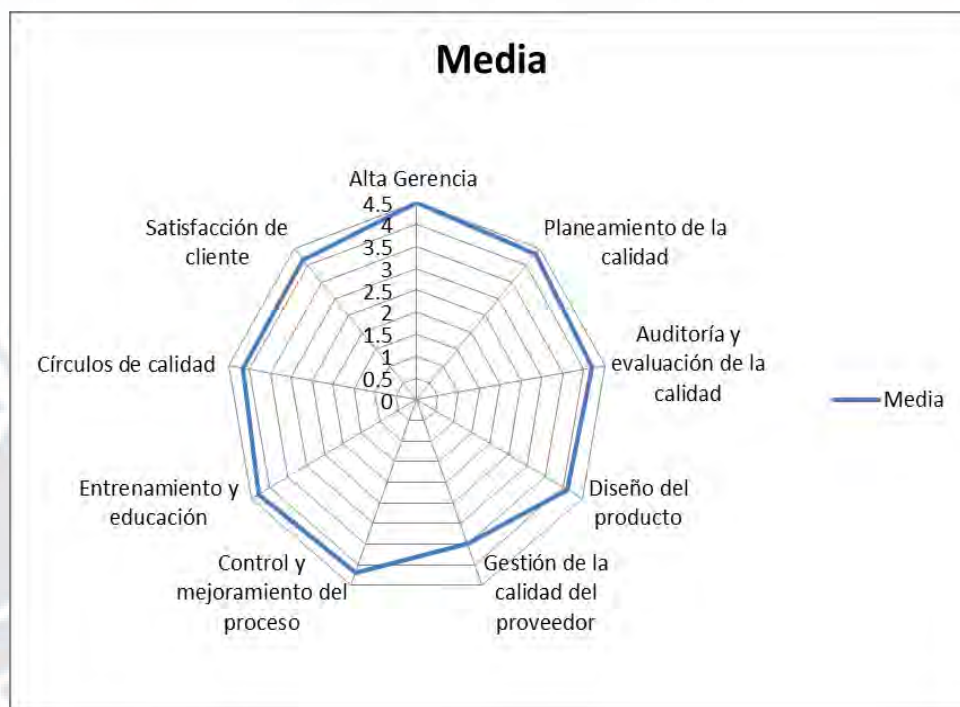 Media
Alta Gerencia
4.5
4
3.5
3
2.5
2
1.5
1
0.5
0
Planeamiento de la
calidad
Auditoría y
evaluación de la
calidad
Diseño del
producto
Gestión de la
calidad del
proveedor
Control y
mejoramiento del
proceso
Entrenamiento y
educación
Círculos de calidad
Satisfacción de
cliente
Media